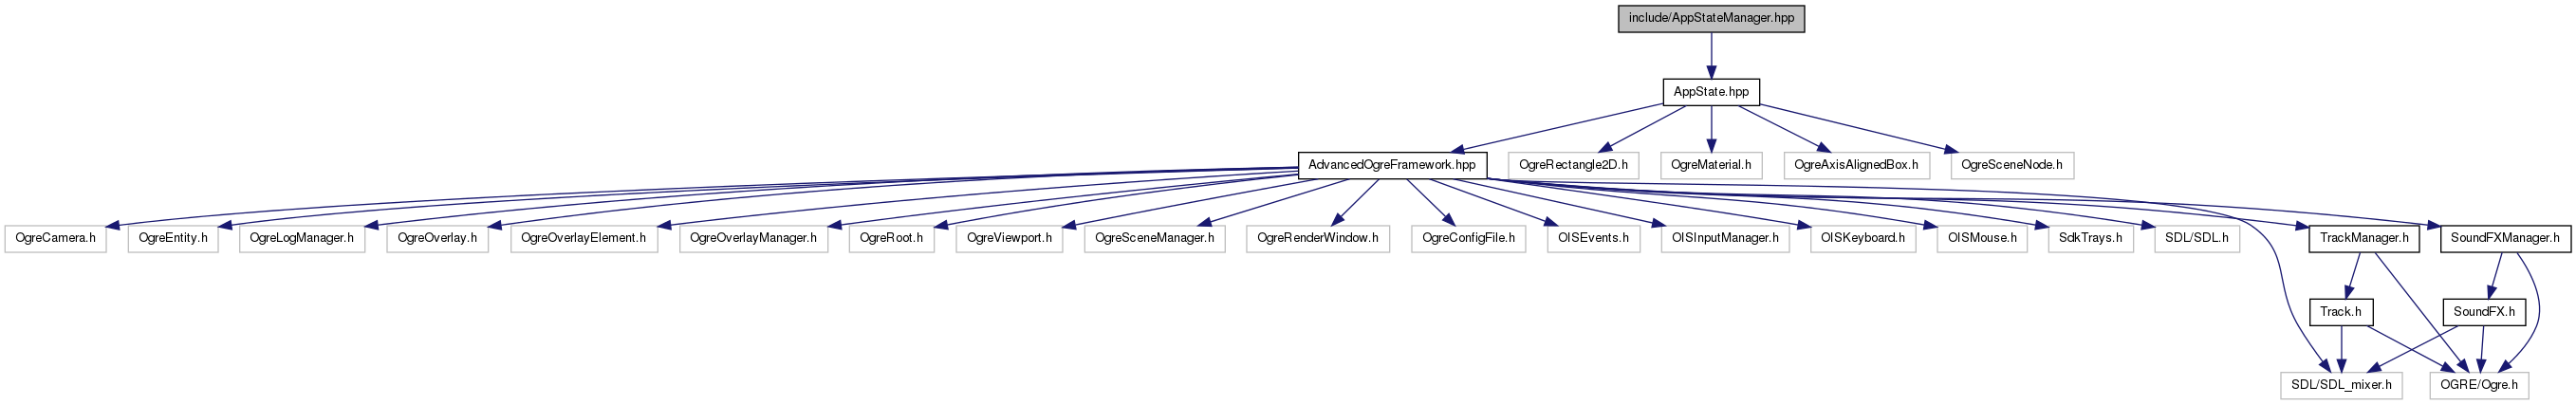 include/AppStateManager.hpp
AppState.hpp
AdvancedOgreFramework.hpp
OgreRectangle2D.h
OgreMaterial.h
OgreAxisAlignedBox.h
OgreSceneNode.h
OgreCamera.h
OgreEntity.h
OgreLogManager.h
OgreOverlay.h
OgreOverlayElement.h
OgreOverlayManager.h
OgreRoot.h
OgreViewport.h
OgreSceneManager.h
OgreRenderWindow.h
OgreConfigFile.h
OISEvents.h
OISInputManager.h
OISKeyboard.h
OISMouse.h
SdkTrays.h
SDL/SDL.h
TrackManager.h
SoundFXManager.h
Track.h
SoundFX.h
SDL/SDL_mixer.h
OGRE/Ogre.h